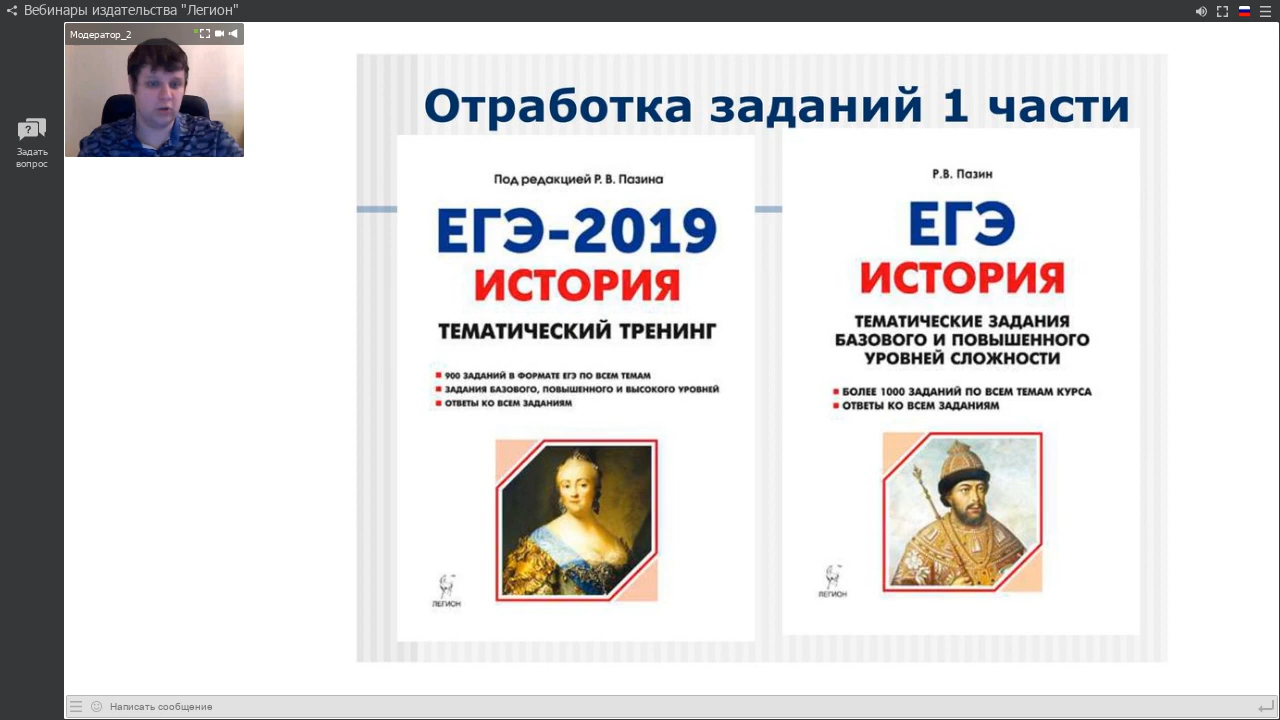 Вебинары издательства "Легион"
Модератор_2
Задать
вопрос
Отработка заданий 1 части
Под редакцией Р. В. Пазина
ЕГЭ-2019
ИСТОРИЯ
ТЕМАТИЧЕСКИЙ ТРЕНИНГ
900 ЗАДАНИЙ В ФОРМАТЕ ЕГЭ ПО ВСЕМ ТЕМАМ
ЗАДАНИЯ БАЗОВОГО, ПОВЫШЕННОГО И ВЫСОКОГО УРОВНЕЙ
ОТВЕТЫ КО ВСЕМ ЗАДАНИЯМ
ЛЕГИОН
Р.В. Пазин
ЕГЭ
ИСТОРИЯ
ТЕМАТИЧЕСКИЕ ЗАДАНИЯ
БАЗОВОГО И ПОВЫШЕННОГО
УРОВНЕЙ СЛОЖНОСТИ
БОЛЕЕ 1000 ЗАДАНИЙ ПО ВСЕМ ТЕМАМ КУРСА
ОТВЕТЫ КО ВСЕМ ЗАДАНИЯМ
ЛЕГИОН
Написать сообщение